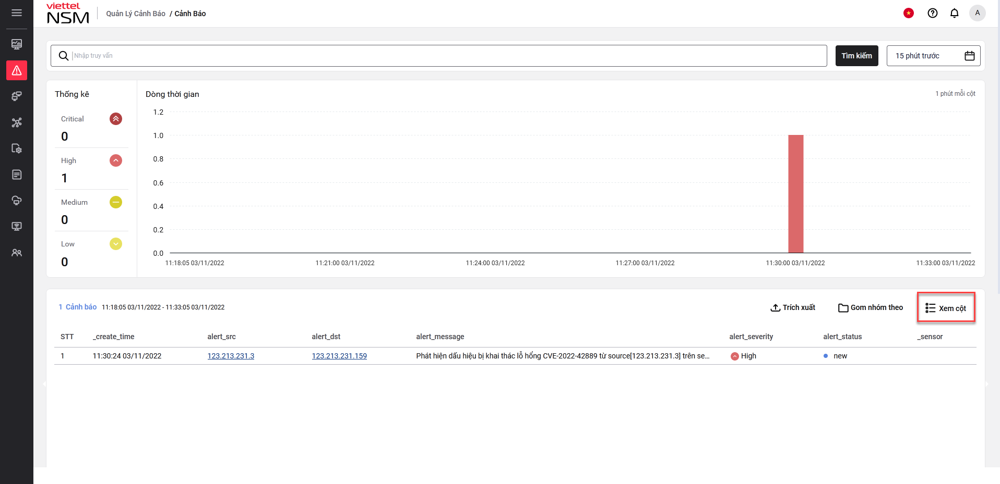 viettel
NSM
Quản Lý Cảnh Báo / Cảnh Báo
A
Nhập truy vấn
Tìm kiếm
15 phút trước
Thống kê
Critical
0
High
1
Medium
0
Low
0
Dòng thời gian
1 phút mỗi cột
1.2
1.0
0.8
0.6
0.4
0.2
0.0
11:18:05 03/11/2022 11:21:00 03/11/2022 11:24:00 03/11/2022 11:27:00 03/11/2022 11:30:00 03/11/2022 11:33:00 03/11/2022
1 Cảnh báo 11:18:05 03/11/2022 - 11:33:05 03/11/2022
Trích xuất Gom nhóm theo Xem cột
STT _create_time alert_src alert_dst alert_message alert_severity alert_status _sensor
1 11:30:24 03/11/2022 123.213.231.3 123.213.231.159 Phát hiện dấu hiệu bị khai thác lỗ hổng CVE-2022-42889 từ source[123.213.231.3] trên se... High new